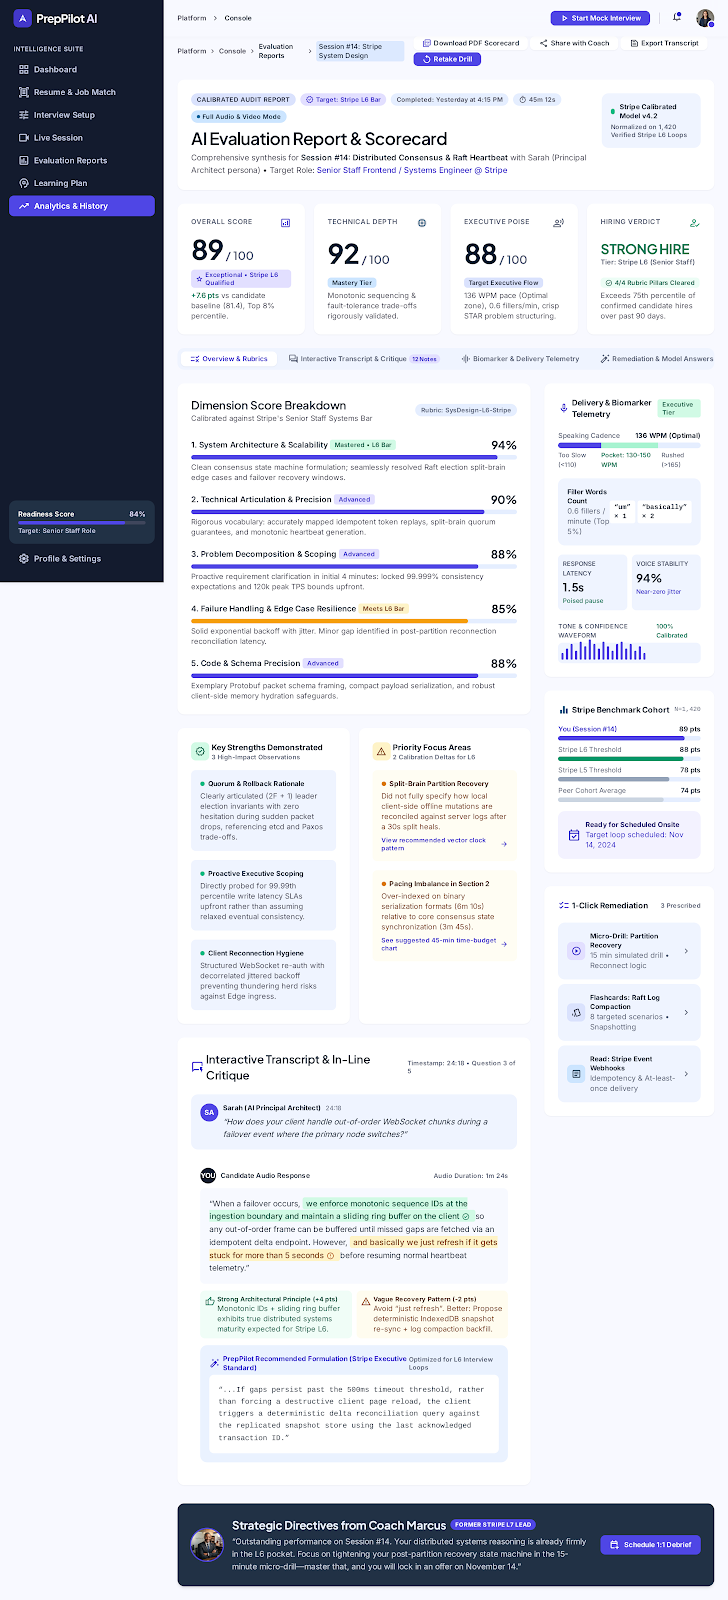 PrepPilot AI
INTELLIGENCE SUITE
Dashboard
Resume & Job Match
Interview Setup
Live Session
Evaluation Reports
Learning Plan
Analytics & History
Readiness Score 84%
Target: Senior Staff Role
Profile & Settings
Platform > Console
Start Mock Interview
Platform > Console > Evaluation Reports > Session #14: Stripe System Design
Download PDF Scorecard
Share with Coach
Export Transcript
Retake Drill
CALIBRATED AUDIT REPORT
Target: Stripe L6 Bar
Completed: Yesterday at 4:15 PM
45m 12s
Full Audio & Video Mode
AI Evaluation Report & Scorecard
Comprehensive synthesis for Session #14: Distributed Consensus & Raft Heartbeat with Sarah (Principal
Architect persona) • Target Role: Senior Staff Frontend / Systems Engineer @ Stripe
Stripe Calibrated
Model v4.2
Normalized on 1,420
Verified Stripe L6 Loops
OVERALL SCORE
89 / 100
Exceptional • Stripe L6
Qualified
+7.6 pts vs candidate
baseline (81.4), Top 8%
percentile.
TECHNICAL DEPTH
92 / 100
Mastery Tier
Monotonic sequencing &
fault-tolerance trade-offs
rigorously validated.
EXECUTIVE POISE
88 / 100
Target Executive Flow
136 WPM pace (Optimal
zone), 0.6 fillers/min, crisp
STAR problem structuring.
HIRING VERDICT
STRONG HIRE
Tier: Stripe L6 (Senior Staff)
4/4 Rubric Pillars Cleared
Exceeds 75th percentile of
confirmed candidate hires
over past 90 days.
Overview & Rubrics
Interactive Transcript & Critique 12 Notes
Biomarker & Delivery Telemetry
Remediation & Model Answers
Dimension Score Breakdown
Calibrated against Stripe's Senior Staff Systems Bar
Rubric: SysDesign-L6-Stripe
1. System Architecture & Scalability Mastered • L6 Bar 94%
Clean consensus state machine formulation; seamlessly resolved Raft election split-brain
edge cases and failover recovery windows.
2. Technical Articulation & Precision Advanced 90%
Rigorous vocabulary: accurately mapped idempotent token replays, split-brain quorum
guarantees, and monotonic heartbeat generation.
3. Problem Decomposition & Scoping Advanced 88%
Proactive requirement clarification in initial 4 minutes: locked 99.999% consistency
expectations and 120k peak TPS bounds upfront.
4. Failure Handling & Edge Case Resilience Meets L6 Bar 85%
Solid exponential backoff with jitter. Minor gap identified in post-partition reconnection
reconciliation latency.
5. Code & Schema Precision Advanced 88%
Exemplary Protobuf packet schema framing, compact payload serialization, and robust
client-side memory hydration safeguards.
Key Strengths Demonstrated
3 High-Impact Observations
Quorum & Rollback Rationale
Clearly articulated (2F + 1) leader
election invariants with zero
hesitation during sudden packet
drops, referencing etcd and Paxos
trade-offs.
Proactive Executive Scoping
Directly probed for 99.99th
percentile write latency SLAs
upfront rather than assuming
relaxed eventual consistency.
Client Reconnection Hygiene
Structured WebSocket re-auth with
decorrelated jittered backoff
preventing thundering herd risks
against Edge ingress.
Priority Focus Areas
2 Calibration Deltas for L6
Split-Brain Partition Recovery
Did not fully specify how local
client-side offline mutations are
reconciled against server logs after
a 30s split heals.
View recommended vector clock
pattern
Pacing Imbalance in Section 2
Over-indexed on binary
serialization formats (6m 10s)
relative to core consensus state
synchronization (3m 45s).
See suggested 45-min time-budget
chart
Interactive Transcript & In-Line
Critique
Timestamp: 24:18 • Question 3 of
5
SA
Sarah (AI Principal Architect) 24:18
“How does your client handle out-of-order WebSocket chunks during a
failover event where the primary node switches?”
YOU
Candidate Audio Response
Audio Duration: 1m 24s
“When a failover occurs, we enforce monotonic sequence IDs at the
ingestion boundary and maintain a sliding ring buffer on the client so
any out-of-order frame can be buffered until missed gaps are fetched via an
idempotent delta endpoint. However, and basically we just refresh if it gets
stuck for more than 5 seconds before resuming normal heartbeat
telemetry.”
Strong Architectural Principle (+4 pts)
Monotonic IDs + sliding ring buffer
exhibits true distributed systems
maturity expected for Stripe L6.
Vague Recovery Pattern (-2 pts)
Avoid “just refresh”. Better: Propose
deterministic IndexedDB snapshot
re-sync + log compaction backfill.
PrepPilot Recommended Formulation (Stripe Executive
Standard)
Optimized for L6 Interview
Loops
“...If gaps persist past the 500ms timeout threshold, rather
than forcing a destructive client page reload, the client
triggers a deterministic delta reconciliation query against
the replicated snapshot store using the last acknowledged
transaction ID.”
Delivery & Biomarker
Telemetry
Executive
Tier
Speaking Cadence 136 WPM (Optimal)
Too Slow
(<110)
Pocket: 130-150
WPM
Rushed
(>165)
Filler Words
Count
0.6 fillers /
minute (Top
5%)
“um”
× 1
“basically”
× 2
RESPONSE
LATENCY
1.5s
Poised pause
VOICE STABILITY
94%
Near-zero jitter
TONE & CONFIDENCE
WAVEFORM
100%
Calibrated
Stripe Benchmark Cohort N=1,420
You (Session #14) 89 pts
Stripe L6 Threshold 88 pts
Stripe L5 Threshold 78 pts
Peer Cohort Average 74 pts
Ready for Scheduled Onsite
Target loop scheduled: Nov
14, 2024
1-Click Remediation 3 Prescribed
Micro-Drill: Partition
Recovery
15 min simulated drill •
Reconnect logic
Flashcards: Raft Log
Compaction
8 targeted scenarios •
Snapshotting
Read: Stripe Event
Webhooks
Idempotency & At-least-
once delivery
Strategic Directives from Coach Marcus FORMER STRIPE L7 LEAD
“Outstanding performance on Session #14. Your distributed systems reasoning is already firmly
in the L6 pocket. Focus on tightening your post-partition recovery state machine in the 15-
minute micro-drill—master that, and you will lock in an offer on November 14.”
Schedule 1:1 Debrief